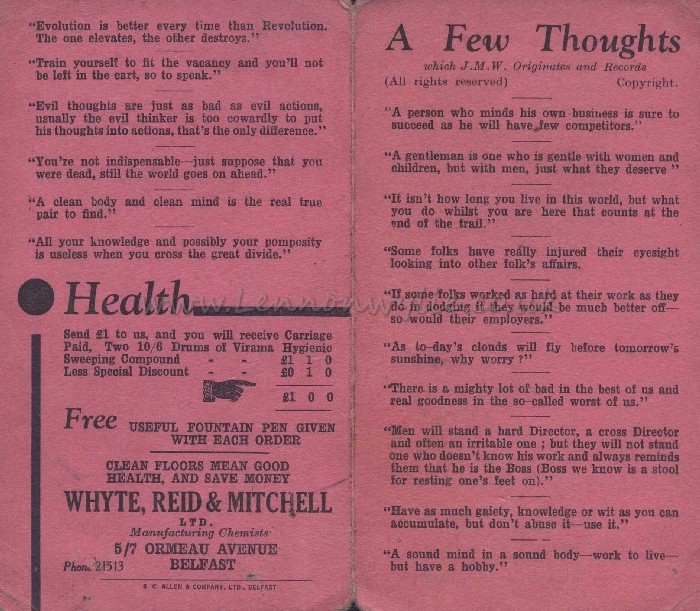 "Evolution is better every time than Revolution.
The one elevates, the other destroys."
"Train yourself to fit the vacancy and you'll not
be left in the cart, so to speak."
"Evil thoughts are just as bad as evil actions,
usually the evil thinker is too cowardly to put
his thoughts into actions, that's the only difference."
"You're not indispensable—just suppose that you
were dead, still the world goes on ahead."
"A clean body and clean mind is the real true
pair to find."
"All your knowledge and possibly your pomposity
is useless when you cross the great divide."
Health
Send £1 to us, and you will receive Carriage
Paid, Two 10/6 Drums of Virama Hygienic
Sweeping Compound - - £1 1 0
Less Special Discount - - £0 1 0
£1 0 0
Free USEFUL FOUNTAIN PEN GIVEN
WITH EACH ORDER
CLEAN FLOORS MEAN GOOD
HEALTH, AND SAVE MONEY
WHYTE, REID & MITCHELL
LTD.
Manufacturing Chemists
5/7 ORMEAU AVENUE
Phone 21513 BELFAST
S. C. ALLEN & COMPANY, LTD., BELFAST
A Few Thoughts
which J.M.W. Originates and Records
(All rights reserved) Copyright.
"A person who minds his own business is sure to
succeed as he will have few competitors."
"A gentleman is one who is gentle with women and
children, but with men, just what they deserve"
"It isn't how long you live in this world, but what
you do whilst you are here that counts at the
end of the trail."
"Some folks have really injured their eyesight
looking into other folk's affairs.
"If some folks worked as hard at their work as they
do in dodging it they would be much better off—
so would their employers."
"As to-day's clouds will fly before tomorrow's
sunshine, why worry?"
"There is a mighty lot of bad in the best of us and
real goodness in the so-called worst of us."
"Men will stand a hard Director, a cross Director
and often an irritable one ; but they will not stand
one who doesn't know his work and always reminds
them that he is the Boss (Boss we know is a stool
for resting one's feet on)."
"Have as much gaiety, knowledge or wit as you can
accumulate, but don't abuse it—use it."
"A sound mind in a sound body—work to live—
but have a hobby."